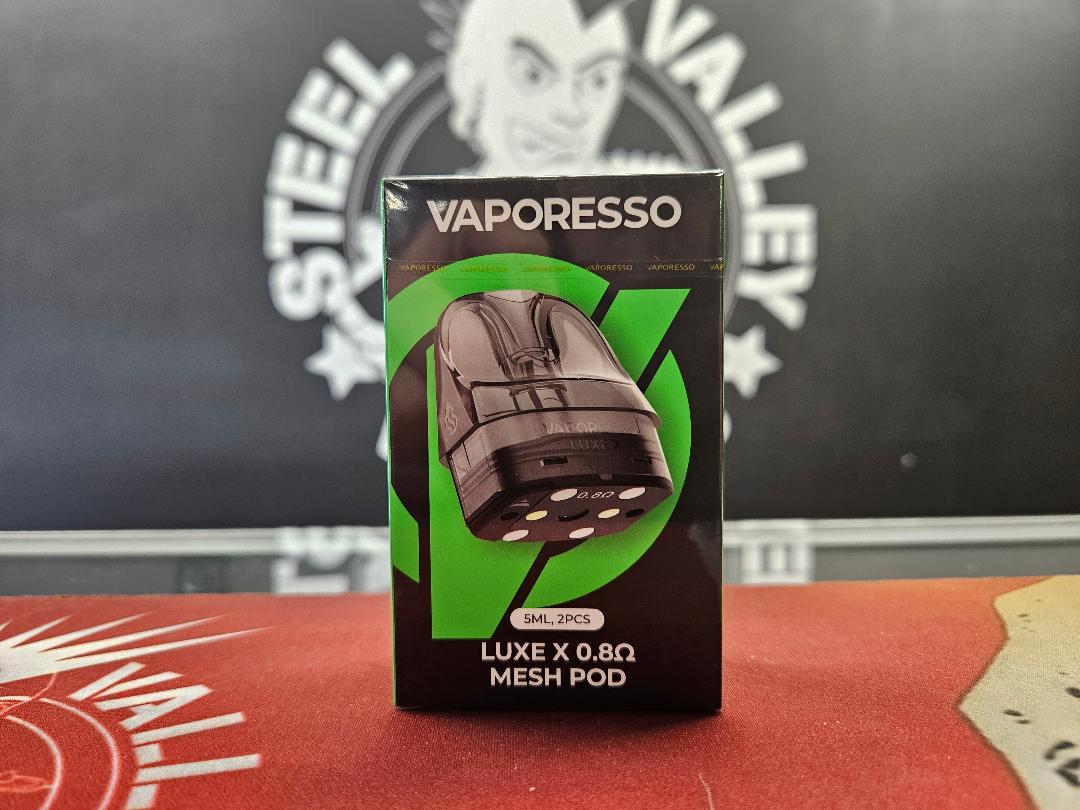 STEEL VALLEY
VAPORESSO
VAPORESSO VAPORESSO VAPORESSO VAPORESSO VAPORESSO
LUXE X
0.8Ω
5ML, 2PCS
LUXE X 0.8Ω
MESH POD